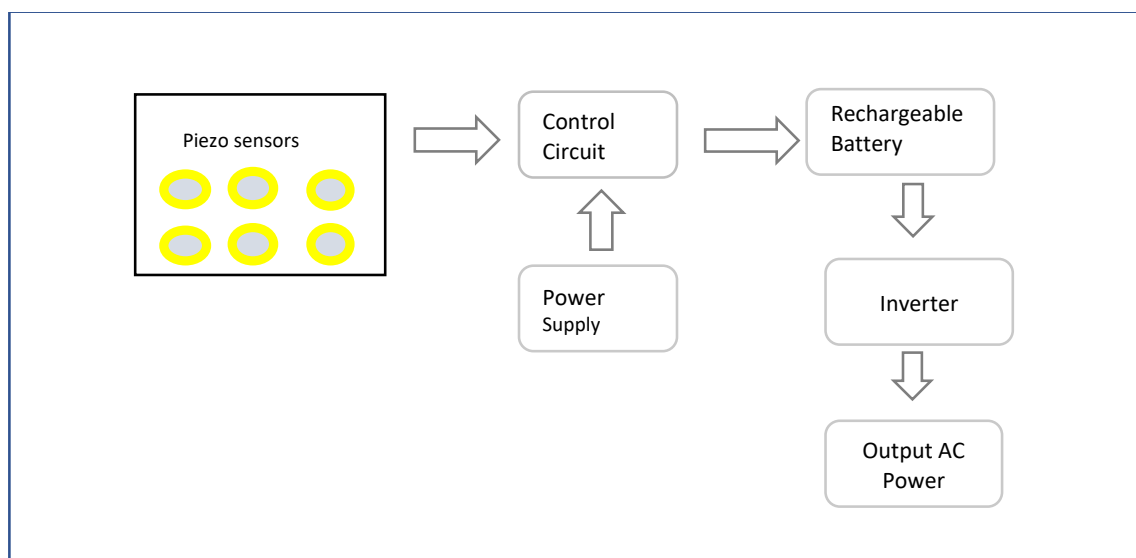 Piezo sensors
Control
Circuit
Rechargeable
Battery
Power
Supply
Inverter
Output AC
Power